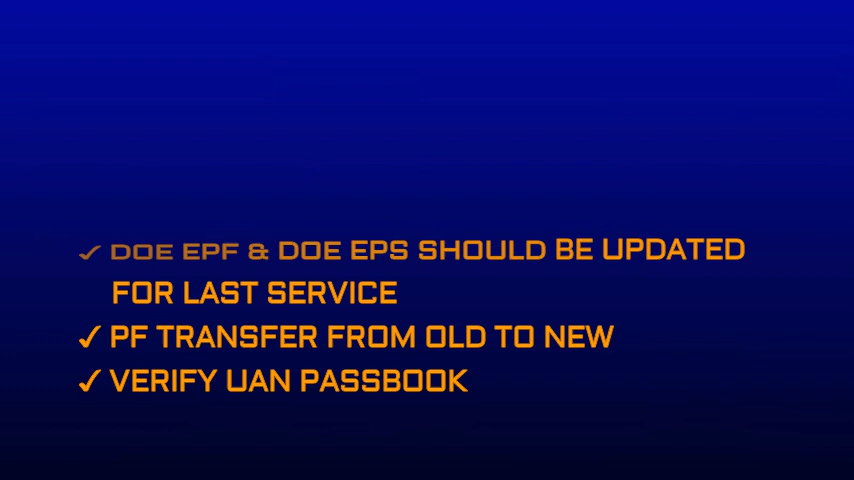 ✓ DOE EPF & DOE EPS SHOULD BE UPDATED
FOR LAST SERVICE
✓ PF TRANSFER FROM OLD TO NEW
✓ VERIFY UAN PASSBOOK